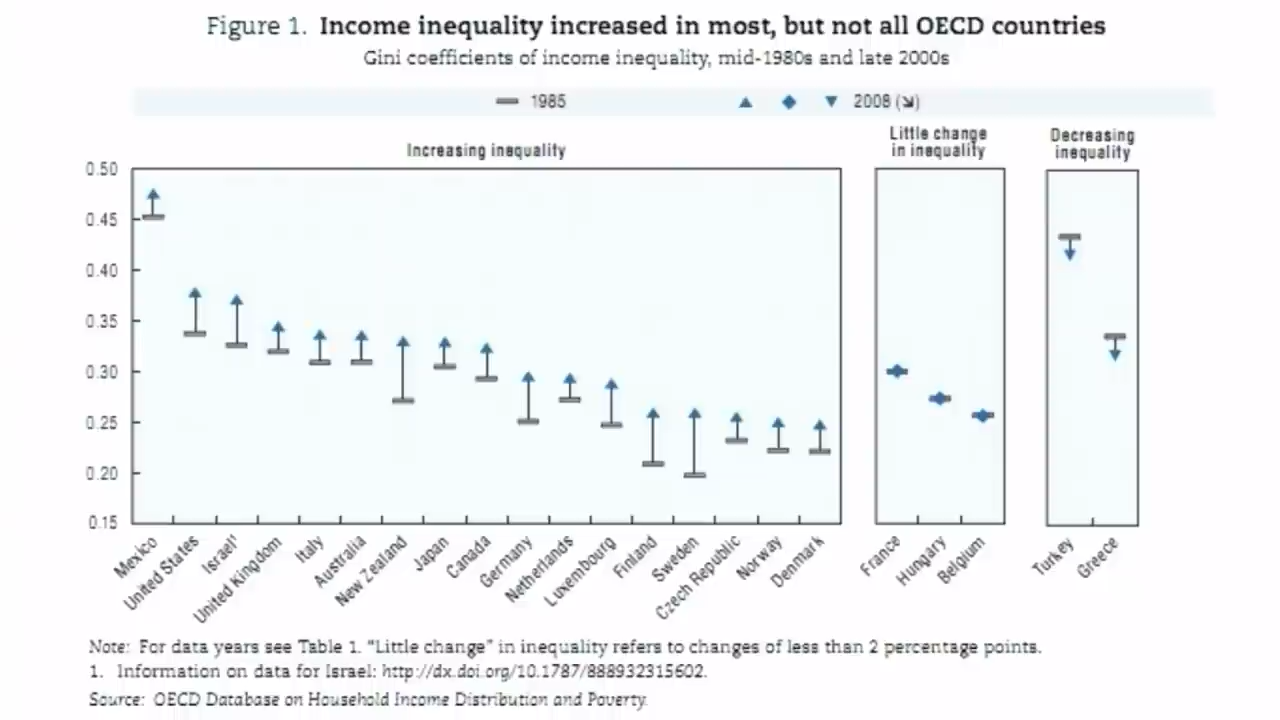 Figure 1. Income inequality increased in most, but not all OECD countries
Gini coefficients of income inequality, mid-1980s and late 2000s
1985
2008 (↘)
Increasing inequality
Little change
in inequality
Decreasing
inequality
0.50
0.45
0.40
0.35
0.30
0.25
0.20
0.15
Mexico
United States
Israel¹
United Kingdom
Italy
Australia
New Zealand
Japan
Canada
Germany
Netherlands
Luxembourg
Finland
Sweden
Czech Republic
Norway
Denmark
France
Hungary
Belgium
Turkey
Greece
Note: For data years see Table 1. "Little change" in inequality refers to changes of less than 2 percentage points.
1. Information on data for Israel: http://dx.doi.org/10.1787/888932315602.
Source: OECD Database on Household Income Distribution and Poverty.